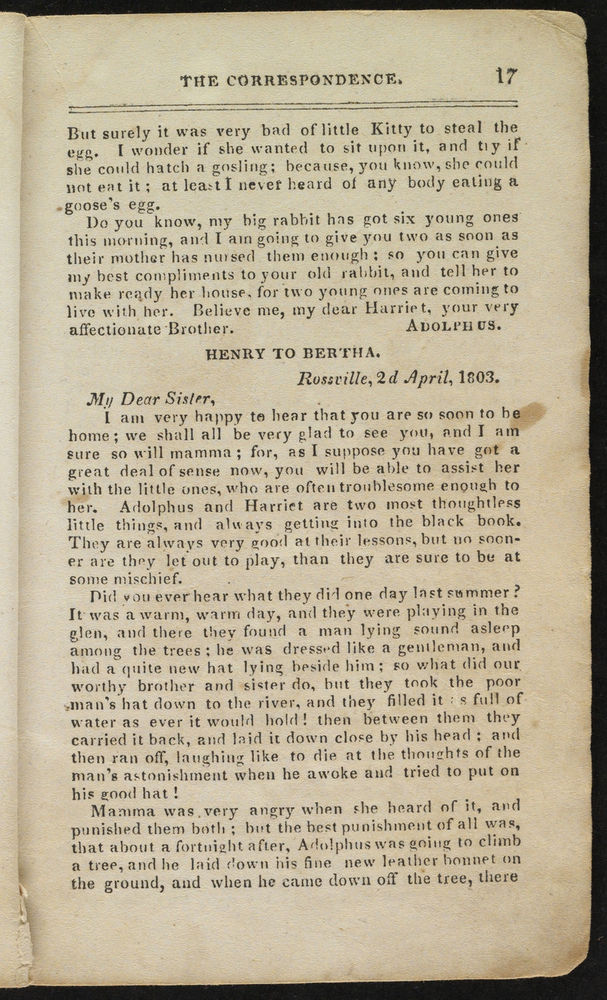 THE CORRESPONDENCE. 17
But surely it was very bad of little Kitty to steal the
egg. I wonder if she wanted to sit upon it, and try if
she could hatch a gosling; because, you know, she could
not eat it; at least I never heard of any body eating a
goose's egg.
Do you know, my big rabbit has got six young ones
this morning, and I am going to give you two as soon as
their mother has nursed them enough; so you can give
my best compliments to your old rabbit, and tell her to
make ready her house, for two young ones are coming to
live with her. Believe me, my dear Harriet, your very
affectionate Brother. ADOLPHUS.
HENRY TO BERTHA.
Rossville, 2d April, 1803.
My Dear Sister,
I am very happy to hear that you are so soon to be
home; we shall all be very glad to see you, and I am
sure so will mamma; for, as I suppose you have got a
great deal of sense now, you will be able to assist her
with the little ones, who are often troublesome enough to
her. Adolphus and Harriet are two most thoughtless
little things, and always getting into the black book.
They are always very good at their lessons, but no soon-
er are they let out to play, than they are sure to be at
some mischief.
Did you ever hear what they did one day last summer?
It was a warm, warm day, and they were playing in the
glen, and there they found a man lying sound asleep
among the trees; he was dressed like a gentleman, and
had a quite new hat lying beside him; so what did our
worthy brother and sister do, but they took the poor
man's hat down to the river, and they filled it as full of
water as ever it would hold! then between them they
carried it back, and laid it down close by his head; and
then ran off, laughing like to die at the thoughts of the
man's astonishment when he awoke and tried to put on
his good hat!
Mamma was very angry when she heard of it, and
punished them both; but the best punishment of all was,
that about a fortnight after, Adolphus was going to climb
a tree, and he laid down his fine new leather bonnet on
the ground, and when he came down off the tree, there